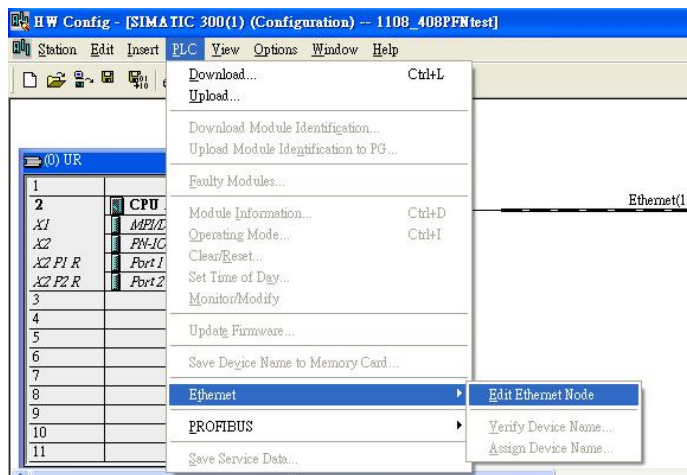 HW Config - [SIMATIC 300(1) (Configuration) -- 1108_408PFNtest]
Station Edit Insert PLC View Options Window Help
Download... Ctrl+L
Upload...
Download Module Identification...
Upload Module Identification to PG...
Faulty Modules...
Module Information... Ctrl+D
Operating Mode... Ctrl+I
Clear/Reset...
Set Time of Day...
Monitor/Modify
Update Firmware...
Save Device Name to Memory Card...
Ethernet
PROFIBUS
Save Service Data...
Edit Ethernet Node
Verify Device Name...
Assign Device Name...
(0) UR
1
2 CPU
X1 MPI/D
X2 PN-IO
X2 P1 R Port 1
X2 P2 R Port 2
3
4
5
6
7
8
9
10
11
Ethernet(1